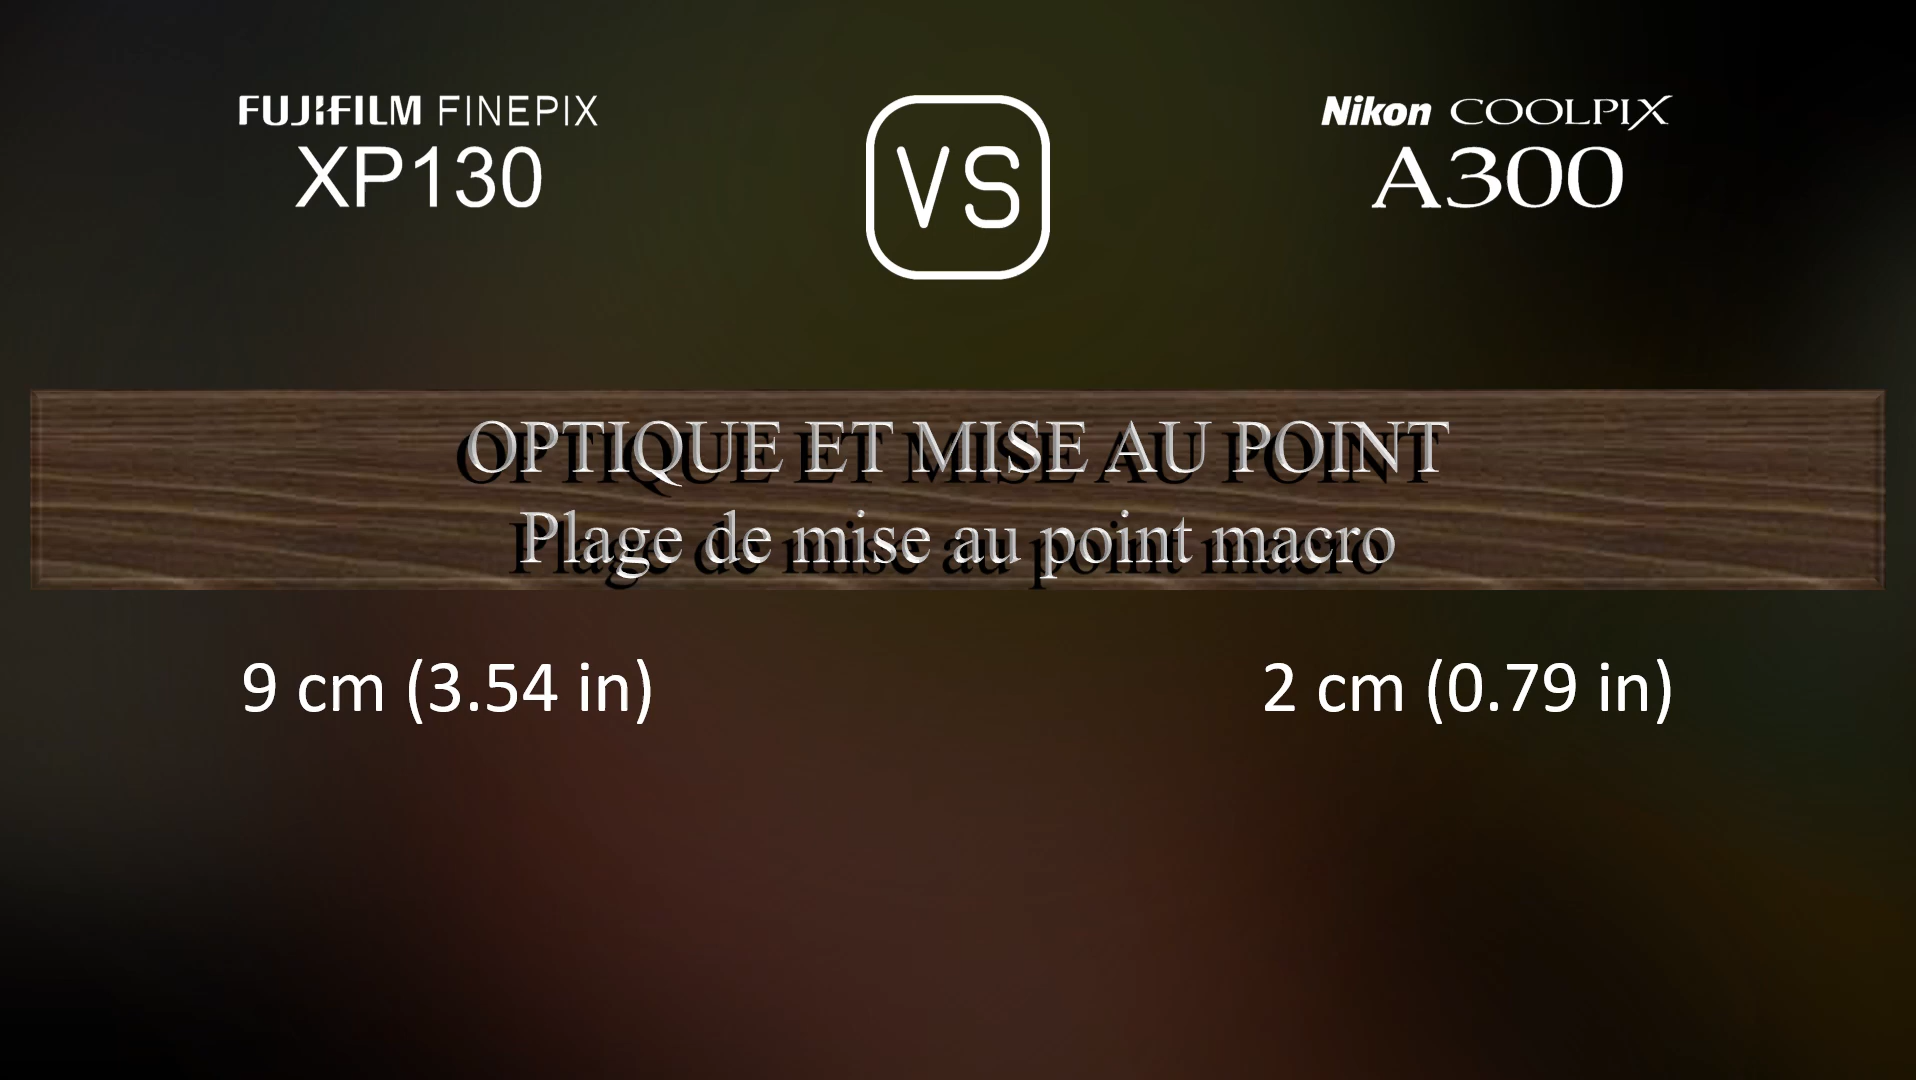 FUJIFILM FINEPIX
XP130
VS
Nikon COOLPIX
A300
OPTIQUE ET MISE AU POINT
Plage de mise au point macro
9 cm (3.54 in)
2 cm (0.79 in)